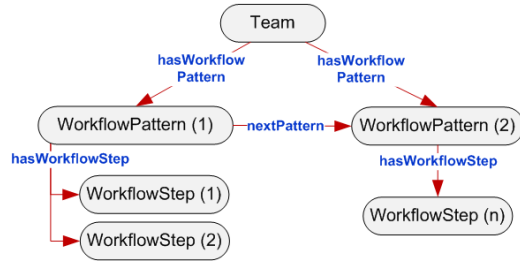 Team
hasWorkflow
Pattern
hasWorkflow
Pattern
WorkflowPattern (1)
nextPattern
WorkflowPattern (2)
hasWorkflowStep
hasWorkflowStep
WorkflowStep (1)
WorkflowStep (n)
WorkflowStep (2)